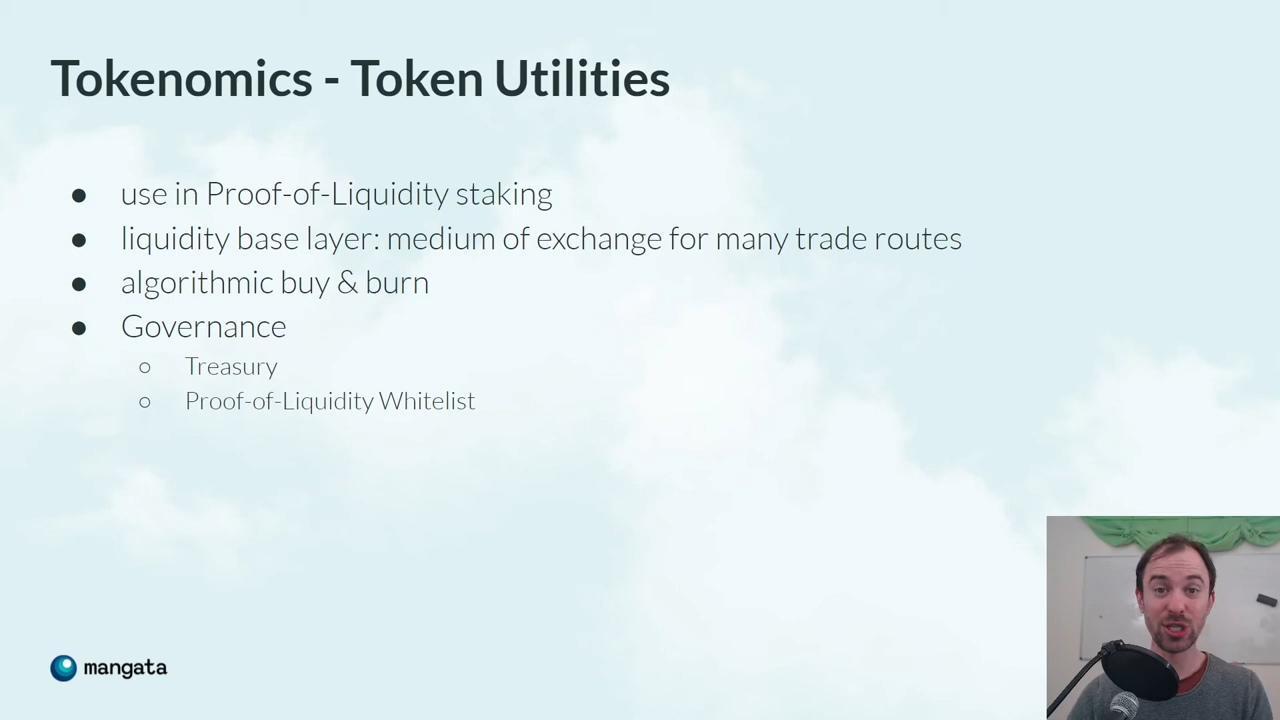 Tokenomics - Token Utilities
● use in Proof-of-Liquidity staking
● liquidity base layer: medium of exchange for many trade routes
● algorithmic buy & burn
● Governance
○ Treasury
○ Proof-of-Liquidity Whitelist
mangata